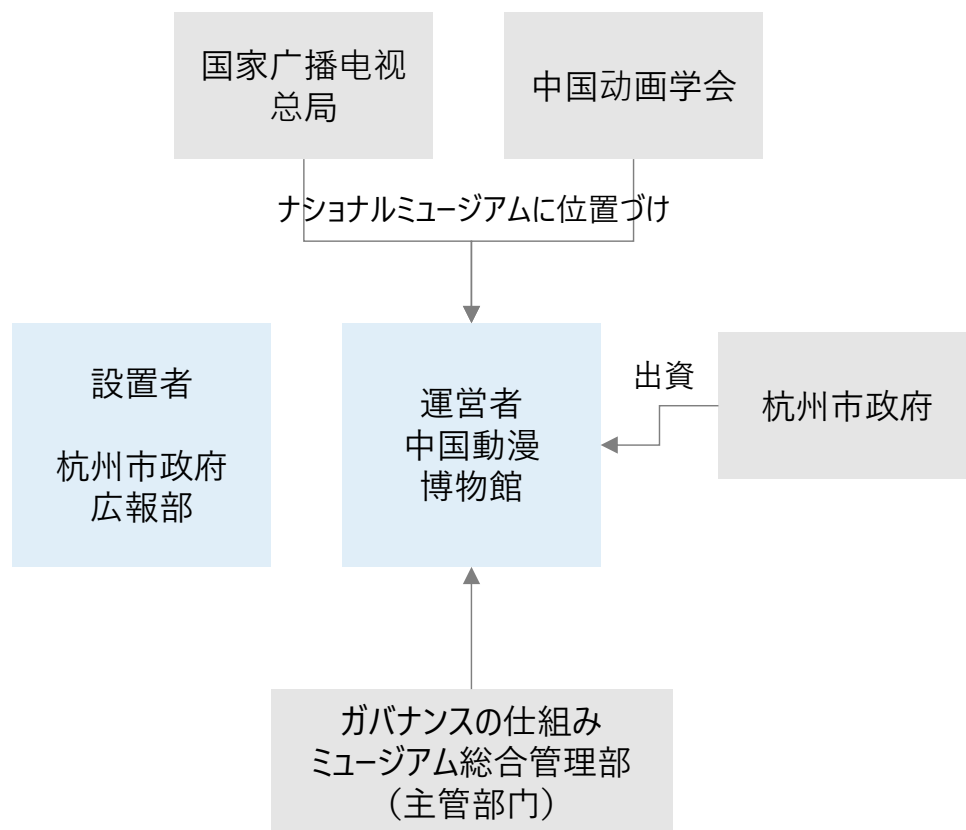 国家广播电视
总局
中国动画学会
ナショナルミュージアムに位置づけ
設置者
杭州市政府
広報部
運営者
中国動漫
博物館
出資
杭州市政府
ガバナンスの仕組み
ミュージアム総合管理部
（主管部门）